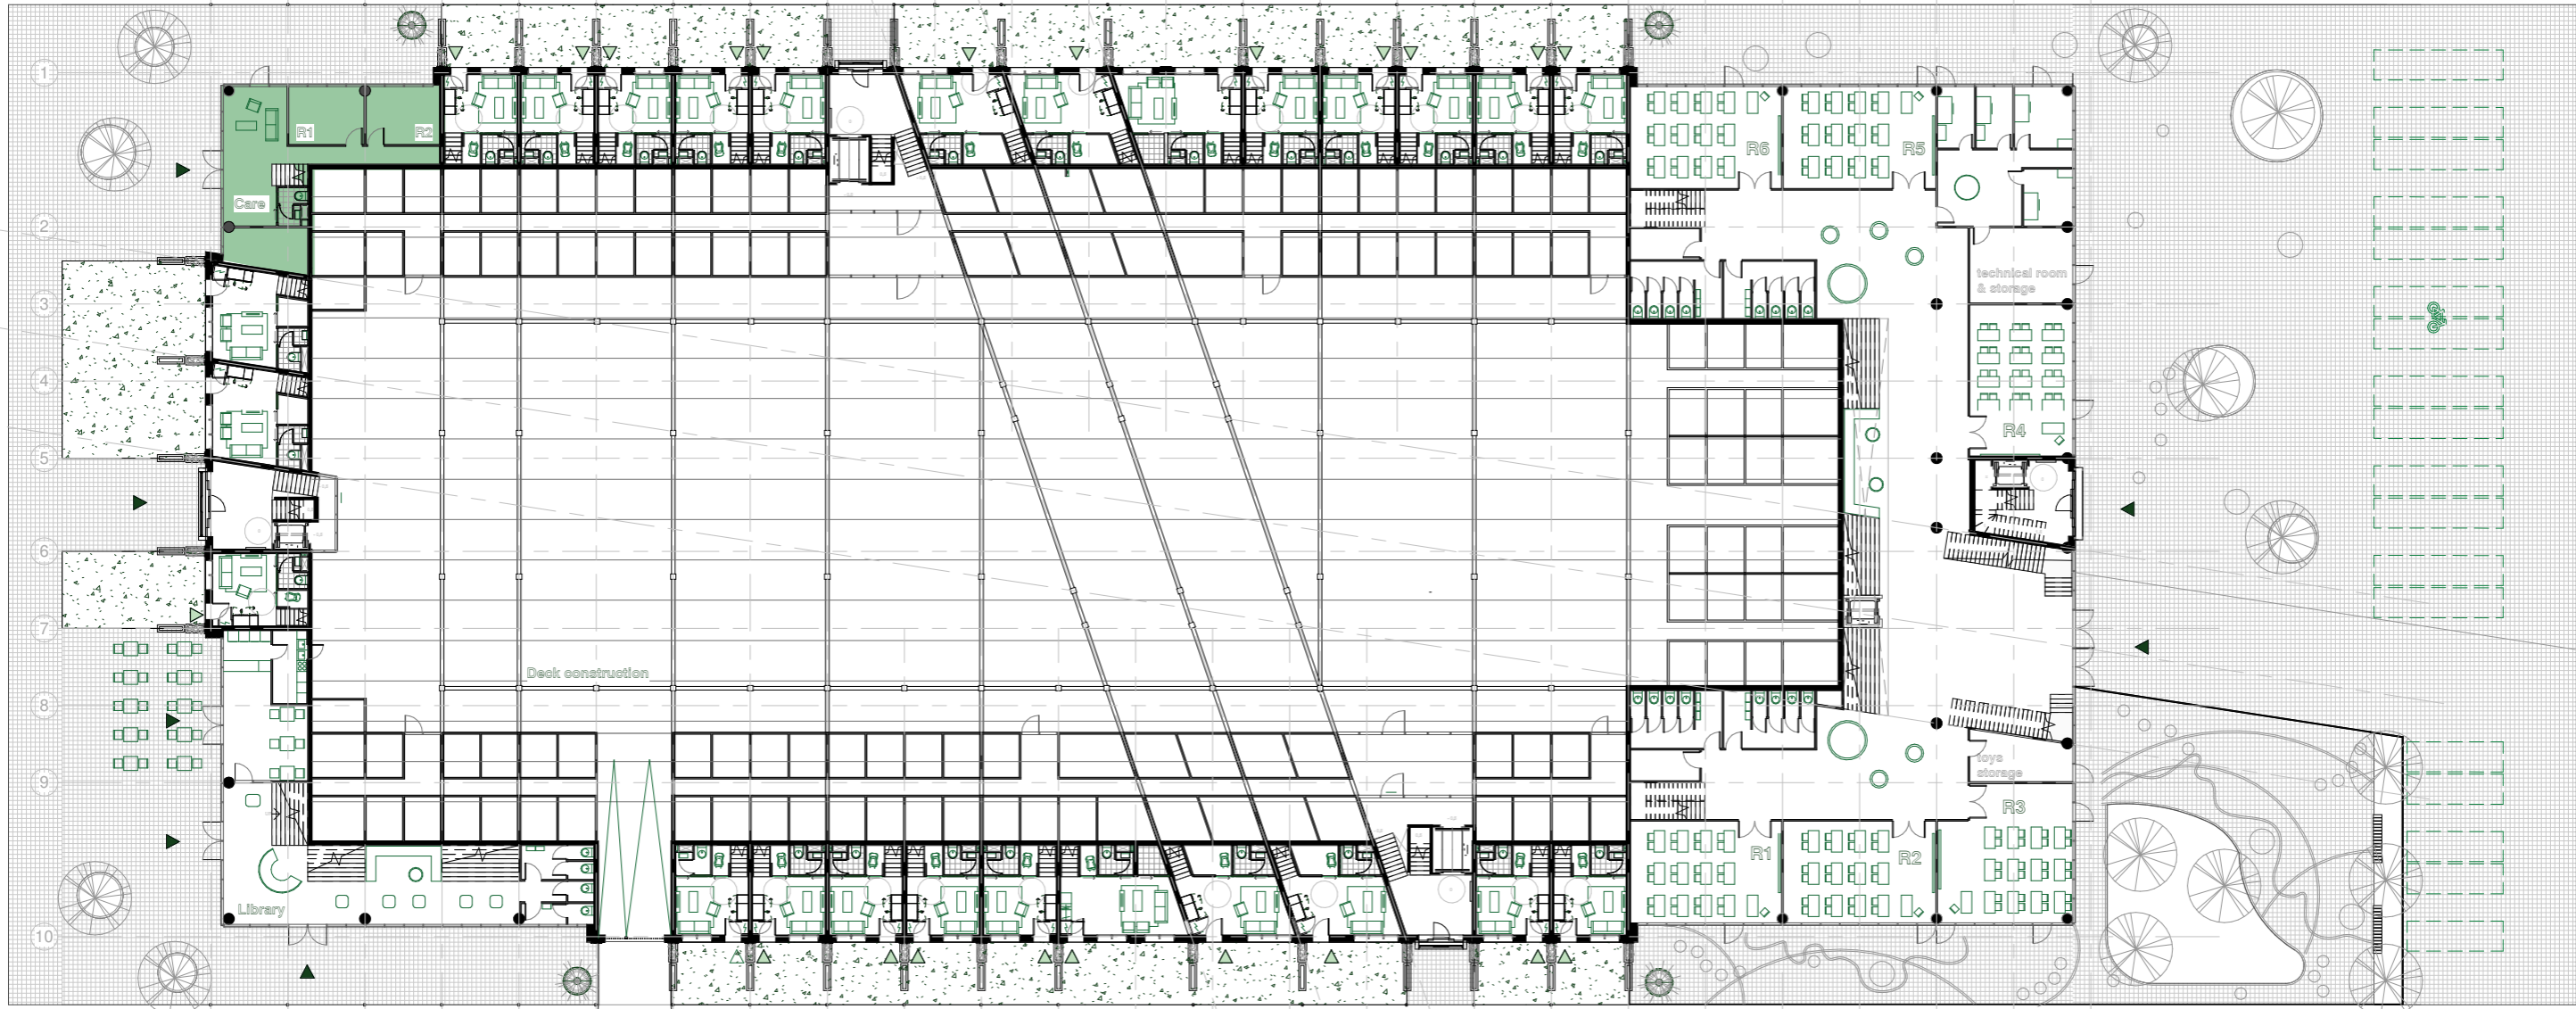 1
R1
R2
R6
R5
Care
2
technical room
& storage
3
4
R4
5
6
7
Deck construction
8
toys
storage
9
R3
R1
R2
Library
10